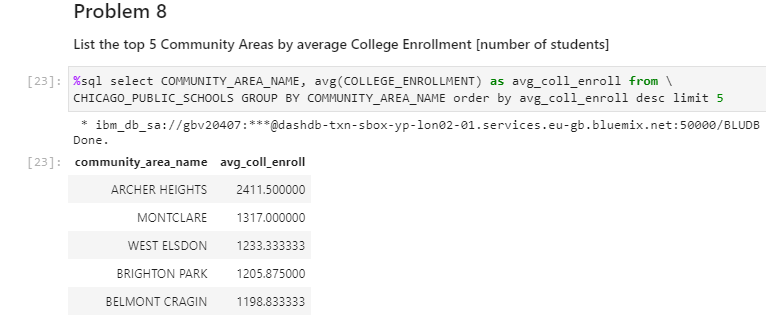 Problem 8
List the top 5 Community Areas by average College Enrollment [number of students]
[23]: %sql select COMMUNITY_AREA_NAME, avg(COLLEGE_ENROLLMENT) as avg_coll_enroll from \
CHICAGO_PUBLIC_SCHOOLS GROUP BY COMMUNITY_AREA_NAME order by avg_coll_enroll desc limit 5
* ibm_db_sa://gbv20407:***@dashdb-txn-sbox-yp-lon02-01.services.eu-gb.bluemix.net:50000/BLUDB
Done.
[23]: community_area_name avg_coll_enroll
ARCHER HEIGHTS 2411.500000
MONTCLARE 1317.000000
WEST ELSDON 1233.333333
BRIGHTON PARK 1205.875000
BELMONT CRAGIN 1198.833333